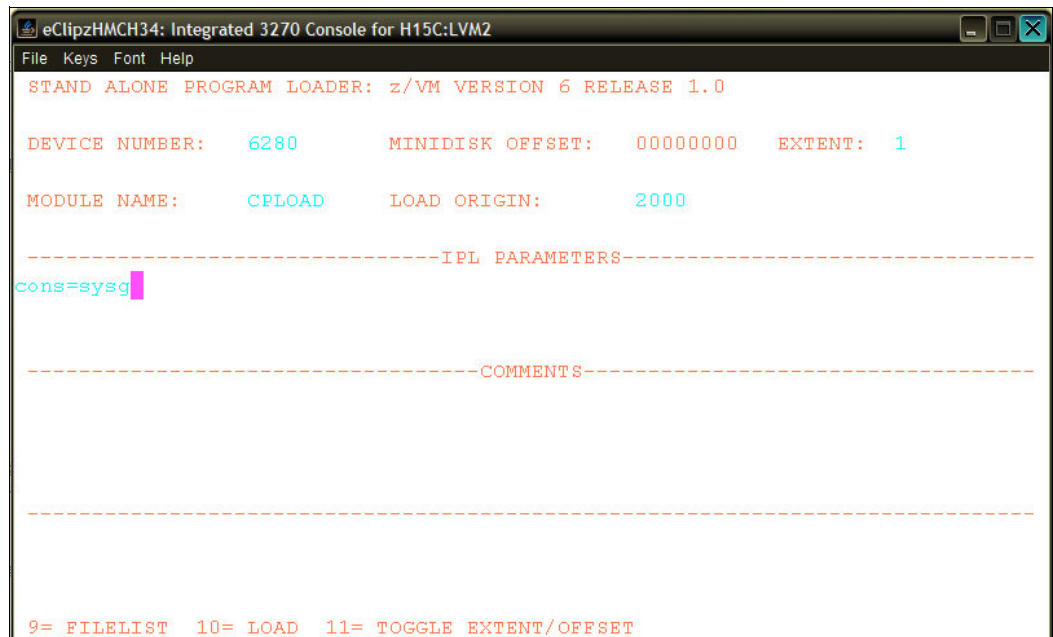 eClipzHMCH34: Integrated 3270 Console for H15C:LVM2
File Keys Font Help
STAND ALONE PROGRAM LOADER: z/VM VERSION 6 RELEASE 1.0
DEVICE NUMBER: 6280 MINIDISK OFFSET: 00000000 EXTENT: 1
MODULE NAME: CPLOAD LOAD ORIGIN: 2000
--------------------------------IPL PARAMETERS--------------------------------
cons=sysg
-----------------------------------COMMENTS-----------------------------------
------------------------------------------------------------------------------
9= FILELIST 10= LOAD 11= TOGGLE EXTENT/OFFSET